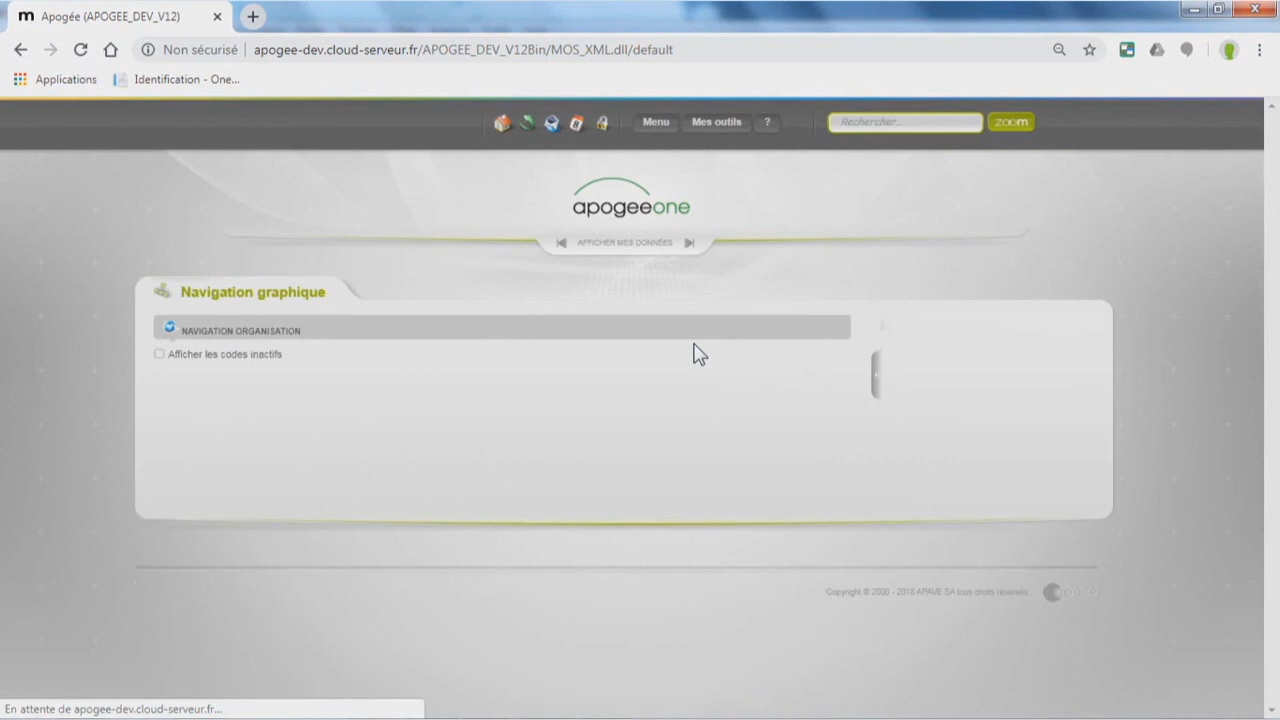 m Apogée (APOGEE_DEV_V12)
Non sécurisé apogee-dev.cloud-serveur.fr/APOGEE_DEV_V12Bin/MOS_XML.dll/default
Applications Identification - One...
Menu Mes outils ? Rechercher... zoom
apogeeone
AFFICHER MES DONNÉES
Navigation graphique
NAVIGATION ORGANISATION
Afficher les codes inactifs
Copyright © 2000 - 2018 APAVE SA tous droits réservés
En attente de apogee-dev.cloud-serveur.fr...